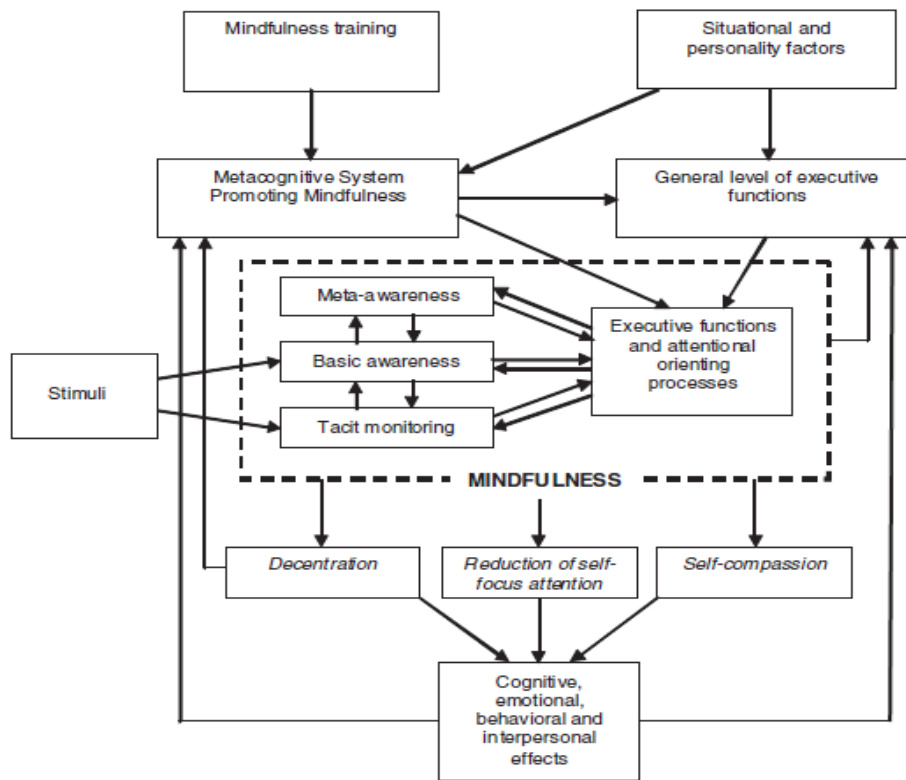 Mindfulness training
Situational and
personality factors
Metacognitive System
Promoting Mindfulness
General level of executive
functions
Meta-awareness
Executive functions
and attentional
orienting
processes
Basic awareness
Stimuli
Tacit monitoring
MINDFULNESS
Decentration
Reduction of self-
focus attention
Self-compassion
Cognitive,
emotional,
behavioral and
interpersonal
effects